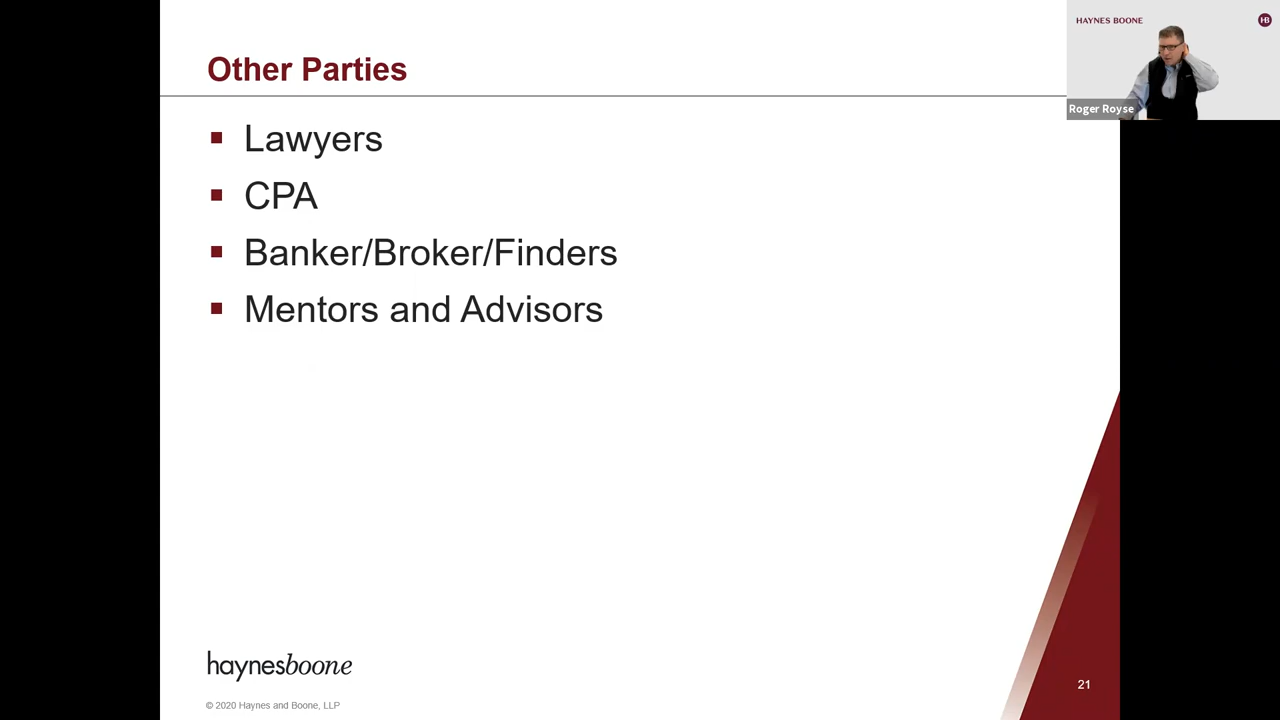 Other Parties
Lawyers
CPA
Banker/Broker/Finders
Mentors and Advisors
haynesboone
© 2020 Haynes and Boone, LLP
21
HAYNES BOONE
HB
Roger Royse